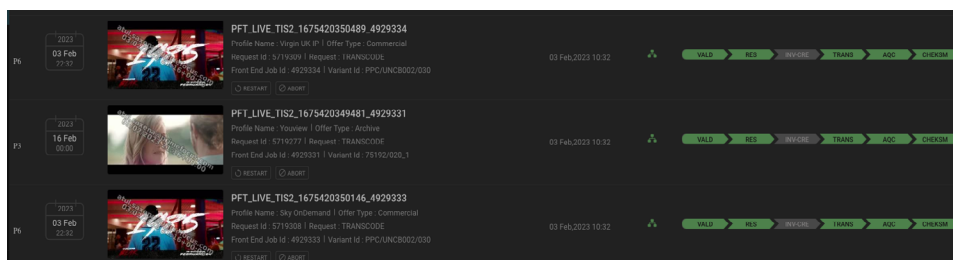 P6
2023
03 Feb
22:32
1985
PFT_LIVE_TIS2_1675420350489_4929334
Profile Name : Virgin UK IP | Offer Type : Commercial
Request Id : 5719309 | Request : TRANSCODE
Front End Job Id : 4929334 | Variant Id : PPC/UNCB002/030
RESTART ABORT
03 Feb,2023 10:32
VALD RES INV-CRE TRANS AQC CHEKSM
P3
2023
16 Feb
00:00
PFT_LIVE_TIS2_1675420349481_4929331
Profile Name : Youview | Offer Type : Archive
Request Id : 5719277 | Request : TRANSCODE
Front End Job Id : 4929331 | Variant Id : 75192/020_1
RESTART ABORT
03 Feb,2023 10:32
VALD RES INV-CRE TRANS AQC CHEKSM
P6
2023
03 Feb
22:32
1985
PFT_LIVE_TIS2_1675420350146_4929333
Profile Name : Sky OnDemand | Offer Type : Commercial
Request Id : 5719308 | Request : TRANSCODE
Front End Job Id : 4929333 | Variant Id : PPC/UNCB002/030
RESTART ABORT
03 Feb,2023 10:32
VALD RES INV-CRE TRANS AQC CHEKSM